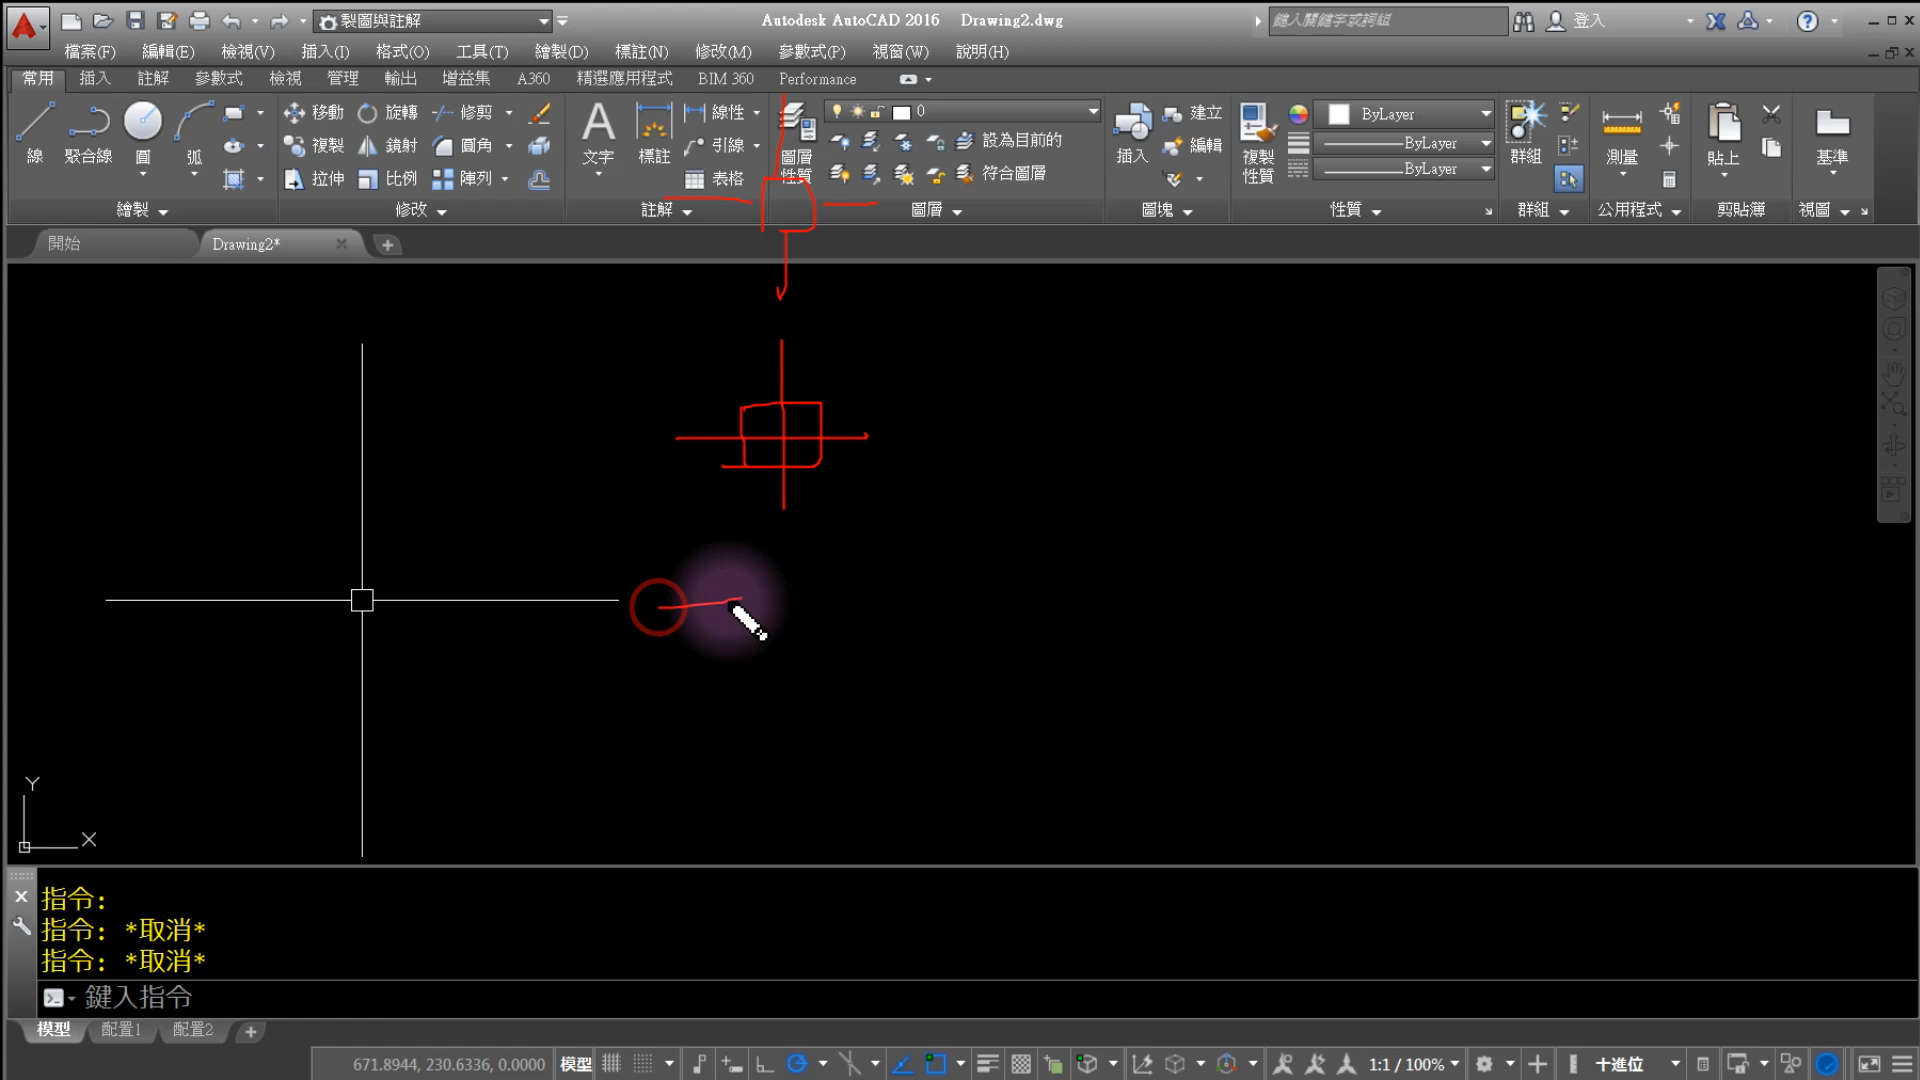 製圖與註解 Autodesk AutoCAD 2016 Drawing2.dwg 鍵入關鍵字或詞組 登入
檔案(F) 編輯(E) 檢視(V) 插入(I) 格式(O) 工具(T) 繪製(D) 標註(N) 修改(M) 參數式(P) 視窗(W) 說明(H)
常用 插入 註解 參數式 檢視 管理 輸出 增益集 A360 精選應用程式 BIM 360 Performance
線 聚合線 圓 弧
移動 旋轉 修剪
複製 鏡射 圓角
拉伸 比例 陣列
文字 標註 線性
引線
表格
圖層
性質
0
設為目前的
符合圖層
插入 建立
編輯
複製
性質
ByLayer
ByLayer
ByLayer
群組 測量 貼上 基準
繪製 修改 註解 圖層 圖塊 性質 群組 公用程式 剪貼簿 視圖
開始 Drawing2*
Y
X
指令:
指令: *取消*
指令: *取消*
鍵入指令
模型 配置1 配置2
671.8944, 230.6336, 0.0000 模型 1:1 / 100% 十進位